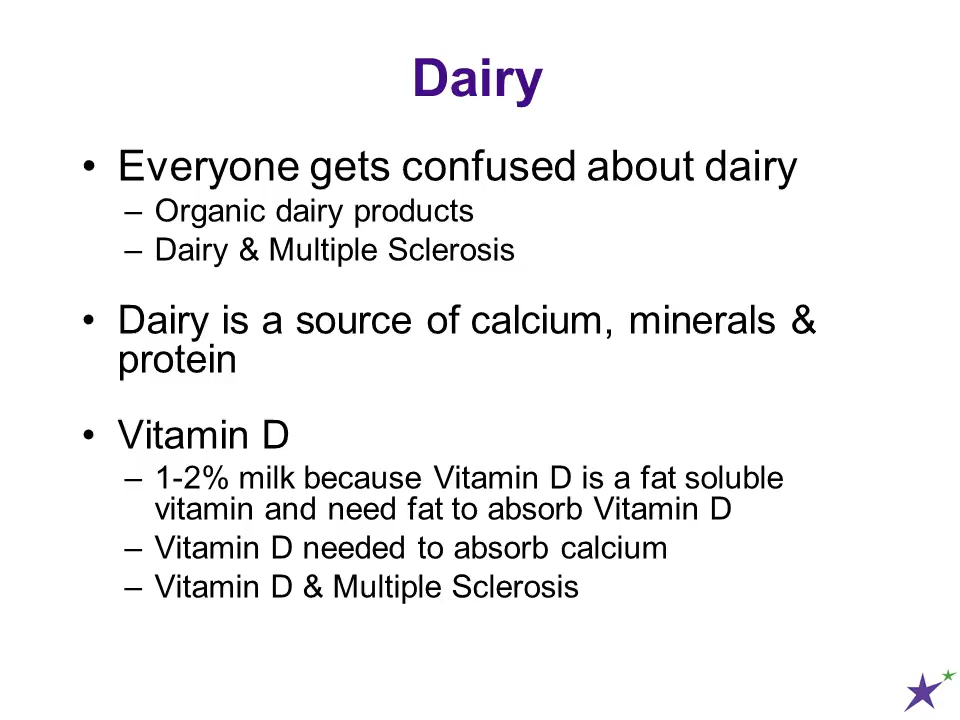 Dairy
• Everyone gets confused about dairy
– Organic dairy products
– Dairy & Multiple Sclerosis
• Dairy is a source of calcium, minerals &
protein
• Vitamin D
– 1-2% milk because Vitamin D is a fat soluble
vitamin and need fat to absorb Vitamin D
– Vitamin D needed to absorb calcium
– Vitamin D & Multiple Sclerosis